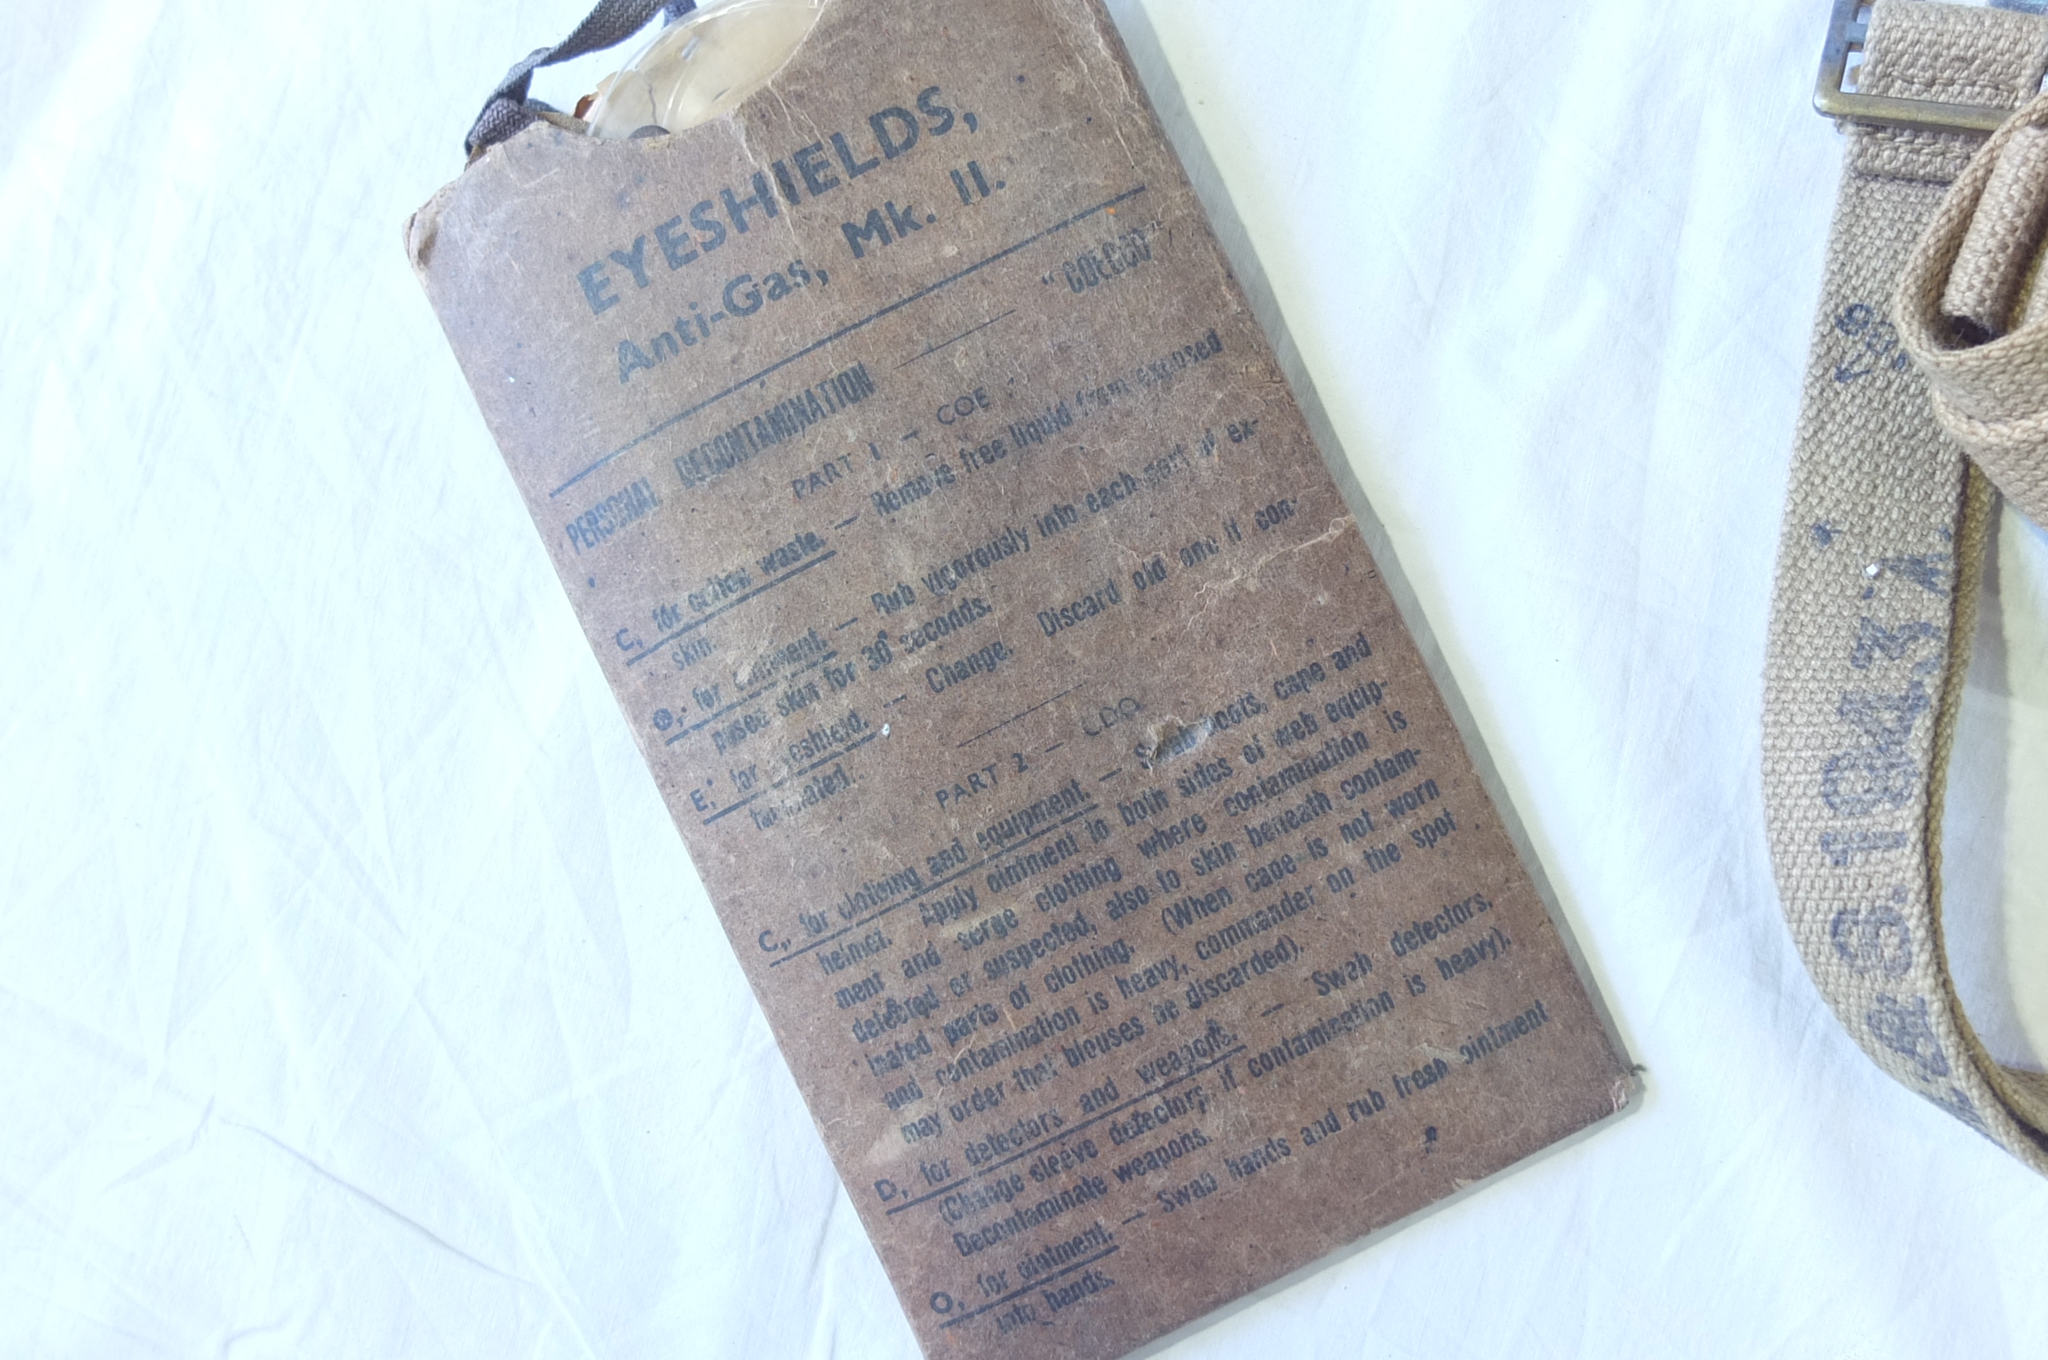 EYESHIELDS,
Anti-Gas, Mk. II.
PERSONAL DECONTAMINATION —— "COECDO"
PART 1 — COE
C, for cotton waste. — Remove free liquid from exposed
skin.
O, for ointment. — Rub vigorously into each part of ex-
posed skin for 30 seconds.
E, for eyeshield. — Change. Discard old one if con-
taminated.
PART 2 — CDO
C, for clothing and equipment. — Swab boots, cape and
helmet. Apply ointment to both sides of web equip-
ment and serge clothing where contamination is
detected or suspected, also to skin beneath contam-
inated parts of clothing. (When cape is not worn
and contamination is heavy, commander on the spot
may order that blouses be discarded).
D, for detectors and weapons. — Swab detectors,
(Change sleeve detectors if contamination is heavy).
Decontaminate weapons.
O, for ointment. — Swab hands and rub fresh ointment
into hands.
S.1943